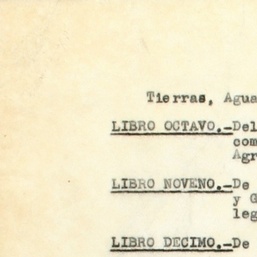 Tierras, Agua
LIBRO OCTAVO.-Del
com
Agr
LIBRO NOVENO.-De
y G
leg
LIBRO DECIMO.-De